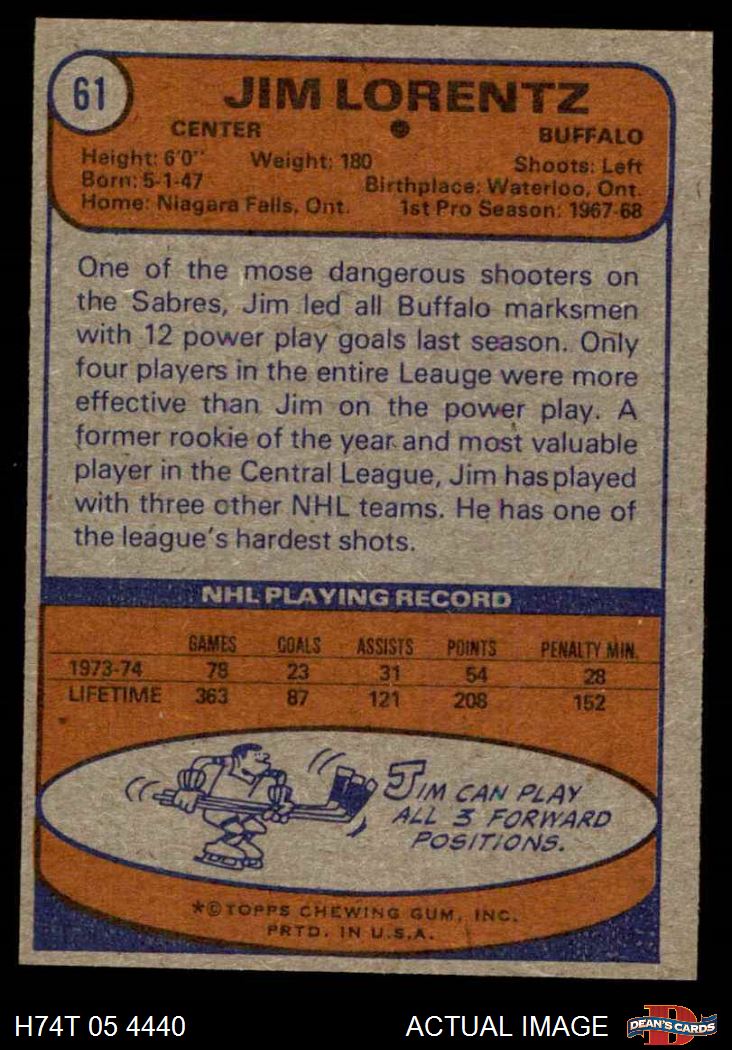 61
JIM LORENTZ
CENTER
BUFFALO
Height: 6'0" Weight: 180 Shoots: Left
Born: 5-1-47 Birthplace: Waterloo, Ont.
Home: Niagara Falls, Ont. 1st Pro Season: 1967-68
One of the mose dangerous shooters on
the Sabres, Jim led all Buffalo marksmen
with 12 power play goals last season. Only
four players in the entire Leauge were more
effective than Jim on the power play. A
former rookie of the year and most valuable
player in the Central League, Jim has played
with three other NHL teams. He has one of
the league's hardest shots.
NHL PLAYING RECORD
GAMES GOALS ASSISTS POINTS PENALTY MIN.
1973-74 78 23 31 54 28
LIFETIME 363 87 121 208 152
JIM CAN PLAY
ALL 3 FORWARD
POSITIONS.
*© TOPPS CHEWING GUM, INC.
PRTD. IN U.S.A.
H74T 05 4440 ACTUAL IMAGE
D
DEAN'S CARDS